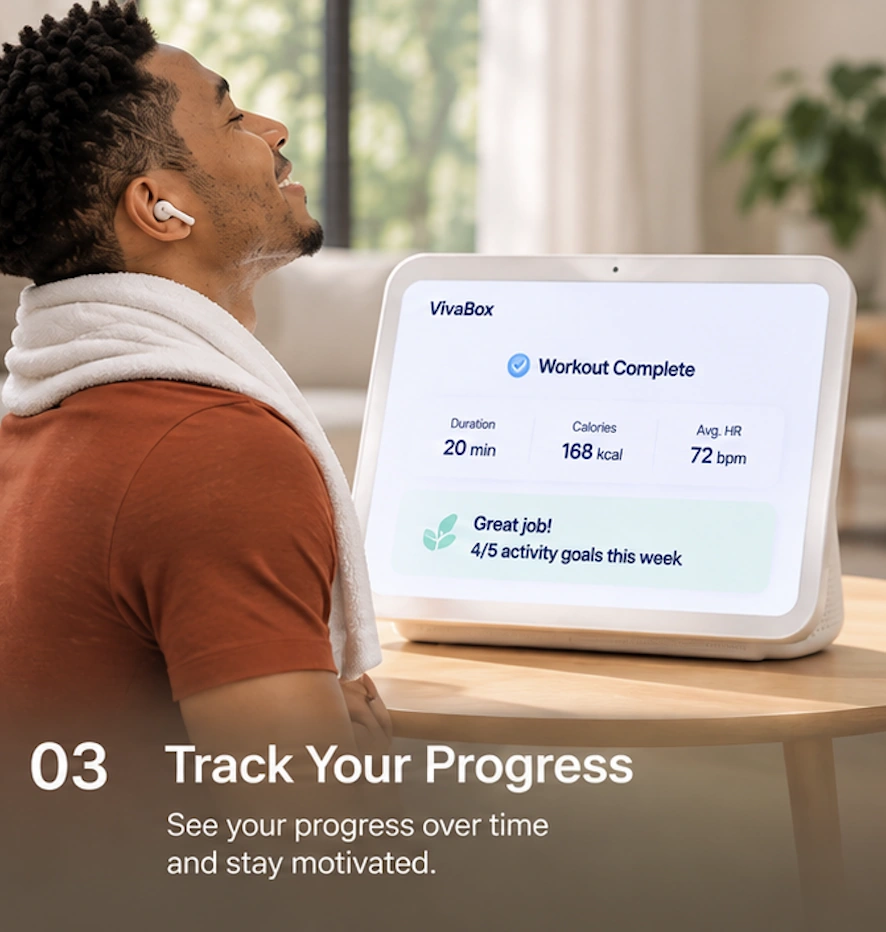 VivaBox
Workout Complete
Duration
20 min
Calories
168 kcal
Avg. HR
72 bpm
Great job!
4/5 activity goals this week
03
Track Your Progress
See your progress over time
and stay motivated.